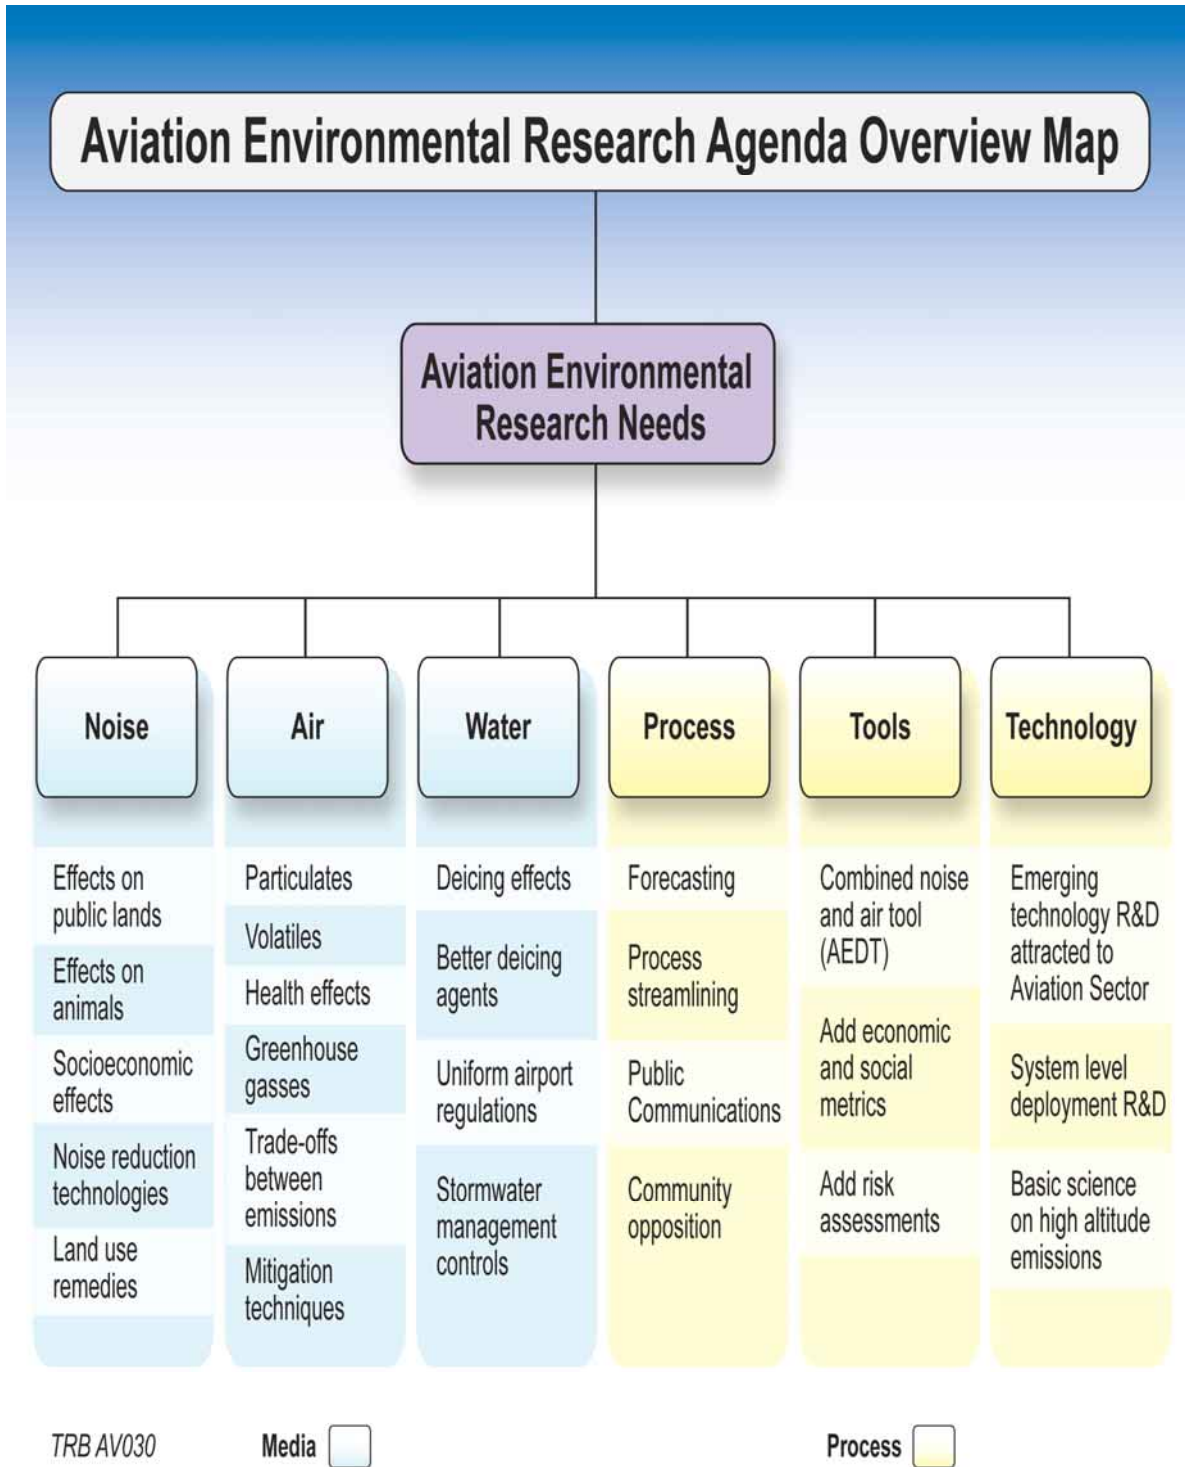 Aviation Environmental Research Agenda Overview Map
Aviation Environmental
Research Needs
Noise
Air
Water
Process
Tools
Technology
Effects on
public lands
Effects on
animals
Socioeconomic
effects
Noise reduction
technologies
Land use
remedies
Particulates
Volatiles
Health effects
Greenhouse
gasses
Trade-offs
between
emissions
Mitigation
techniques
Deicing effects
Better deicing
agents
Uniform airport
regulations
Stormwater
management
controls
Forecasting
Process
streamlining
Public
Communications
Community
opposition
Combined noise
and air tool
(AEDT)
Add economic
and social
metrics
Add risk
assessments
Emerging
technology R&D
attracted to
Aviation Sector
System level
deployment R&D
Basic science
on high altitude
emissions
TRB AV030
Media
Process